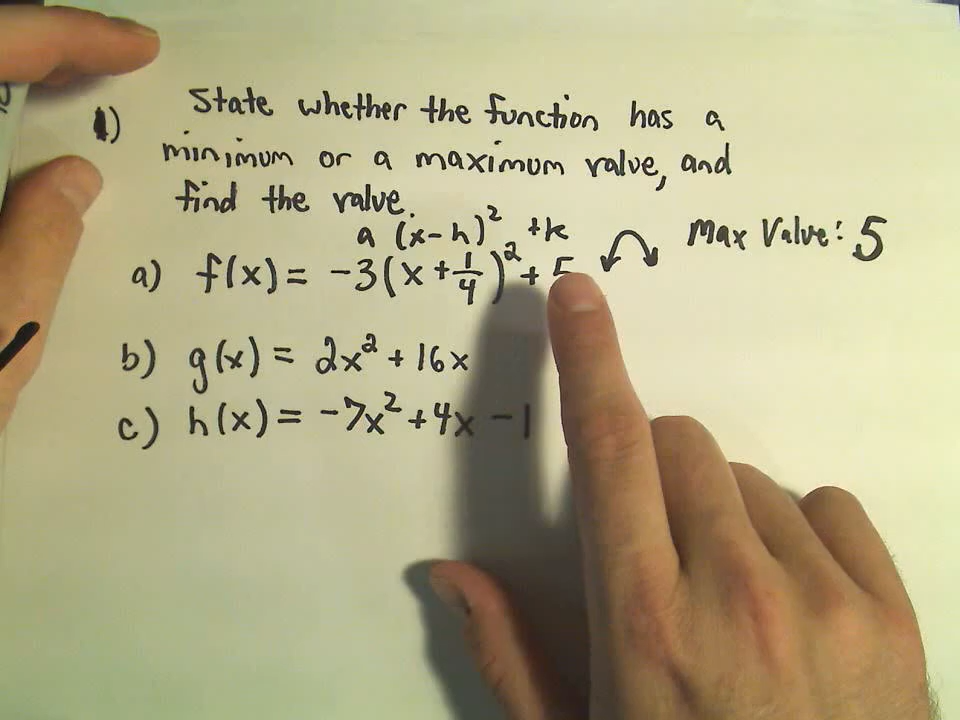 1) State whether the function has a
minimum or a maximum value, and
find the value.
a (x-h)² + k
a) f(x) = -3(x + 1/4)² + 5 Max Value: 5
b) g(x) = 2x² + 16x
c) h(x) = -7x² + 4x - 1